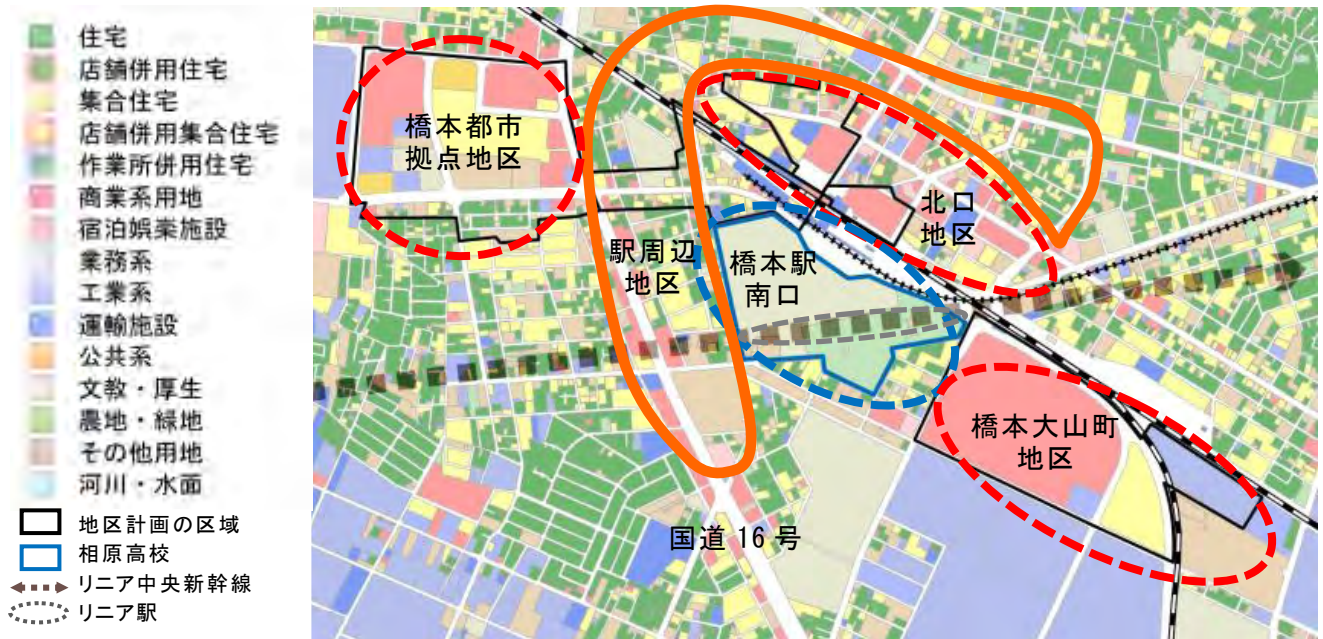 住宅
店舗併用住宅
集合住宅
店舗併用集合住宅
作業所併用住宅
商業系用地
宿泊娯楽施設
業務系
工業系
運輸施設
公共系
文教・厚生
農地・緑地
その他用地
河川・水面
地区計画の区域
相原高校
リニア中央新幹線
リニア駅
橋本都市
拠点地区
北口
地区
駅周辺
地区
橋本駅
南口
橋本大山町
地区
国道 16 号